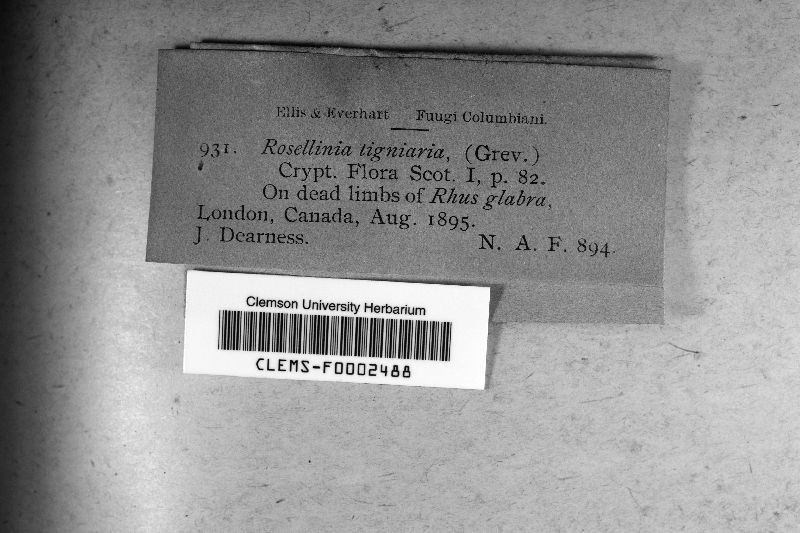 Ellis & Everhart Fuugi Columbiani.
931. Rosellinia tigniaria, (Grev.)
Crypt. Flora Scot. I, p. 82.
On dead limbs of Rhus glabra,
London, Canada, Aug. 1895.
J. Dearness. N. A. F. 894.
Clemson University Herbarium
CLEMS-F0002488